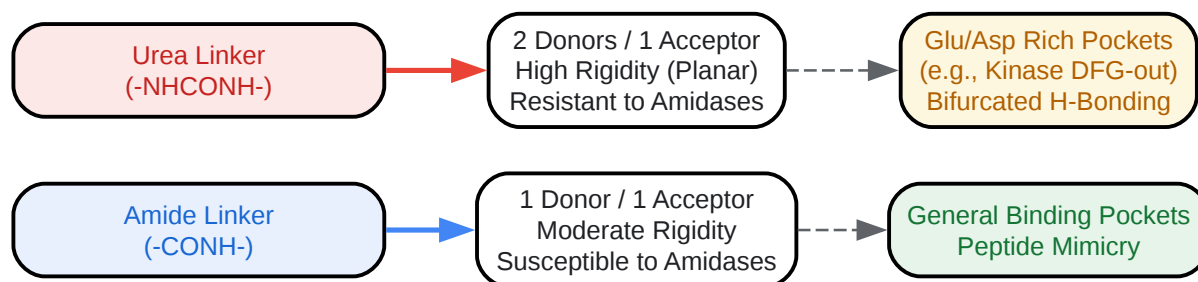 Urea Linker
(-NHCONH-)
2 Donors / 1 Acceptor
High Rigidity (Planar)
Resistant to Amidases
Glu/Asp Rich Pockets
(e.g., Kinase DFG-out)
Bifurcated H-Bonding
Amide Linker
(-CONH-)
1 Donor / 1 Acceptor
Moderate Rigidity
Susceptible to Amidases
General Binding Pockets
Peptide Mimicry